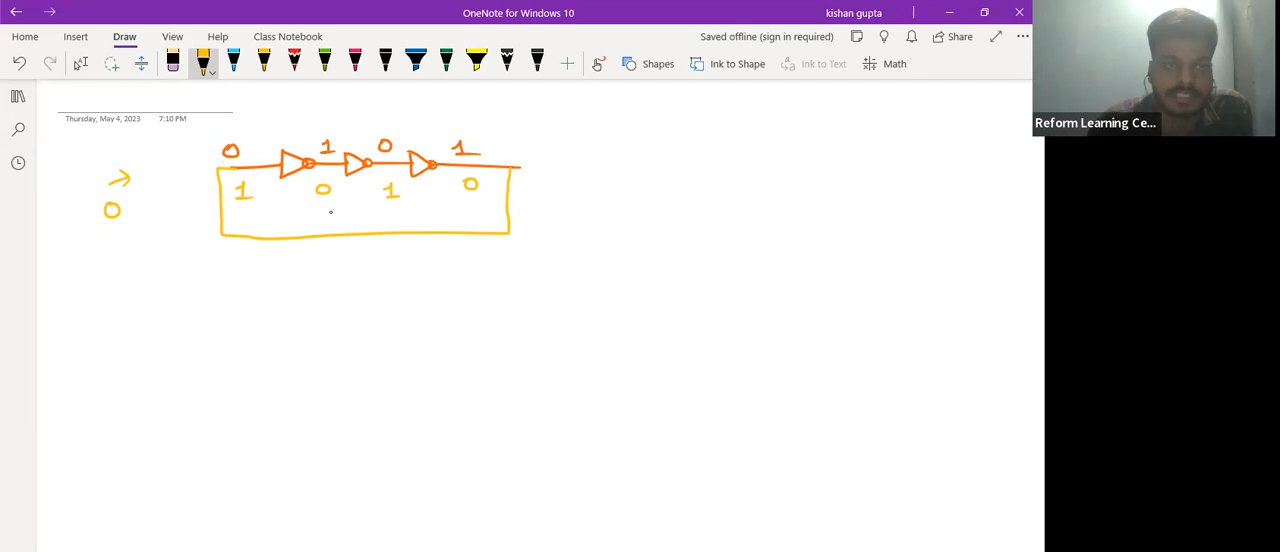 OneNote for Windows 10
kishan gupta
Home Insert Draw View Help Class Notebook
Saved offline (sign in required)
Share
Shapes
Ink to Shape
Ink to Text
Math
Reform Learning Ce...
Thursday, May 4, 2023 7:10 PM
0 1 0 1
1 0 1 0
→
0